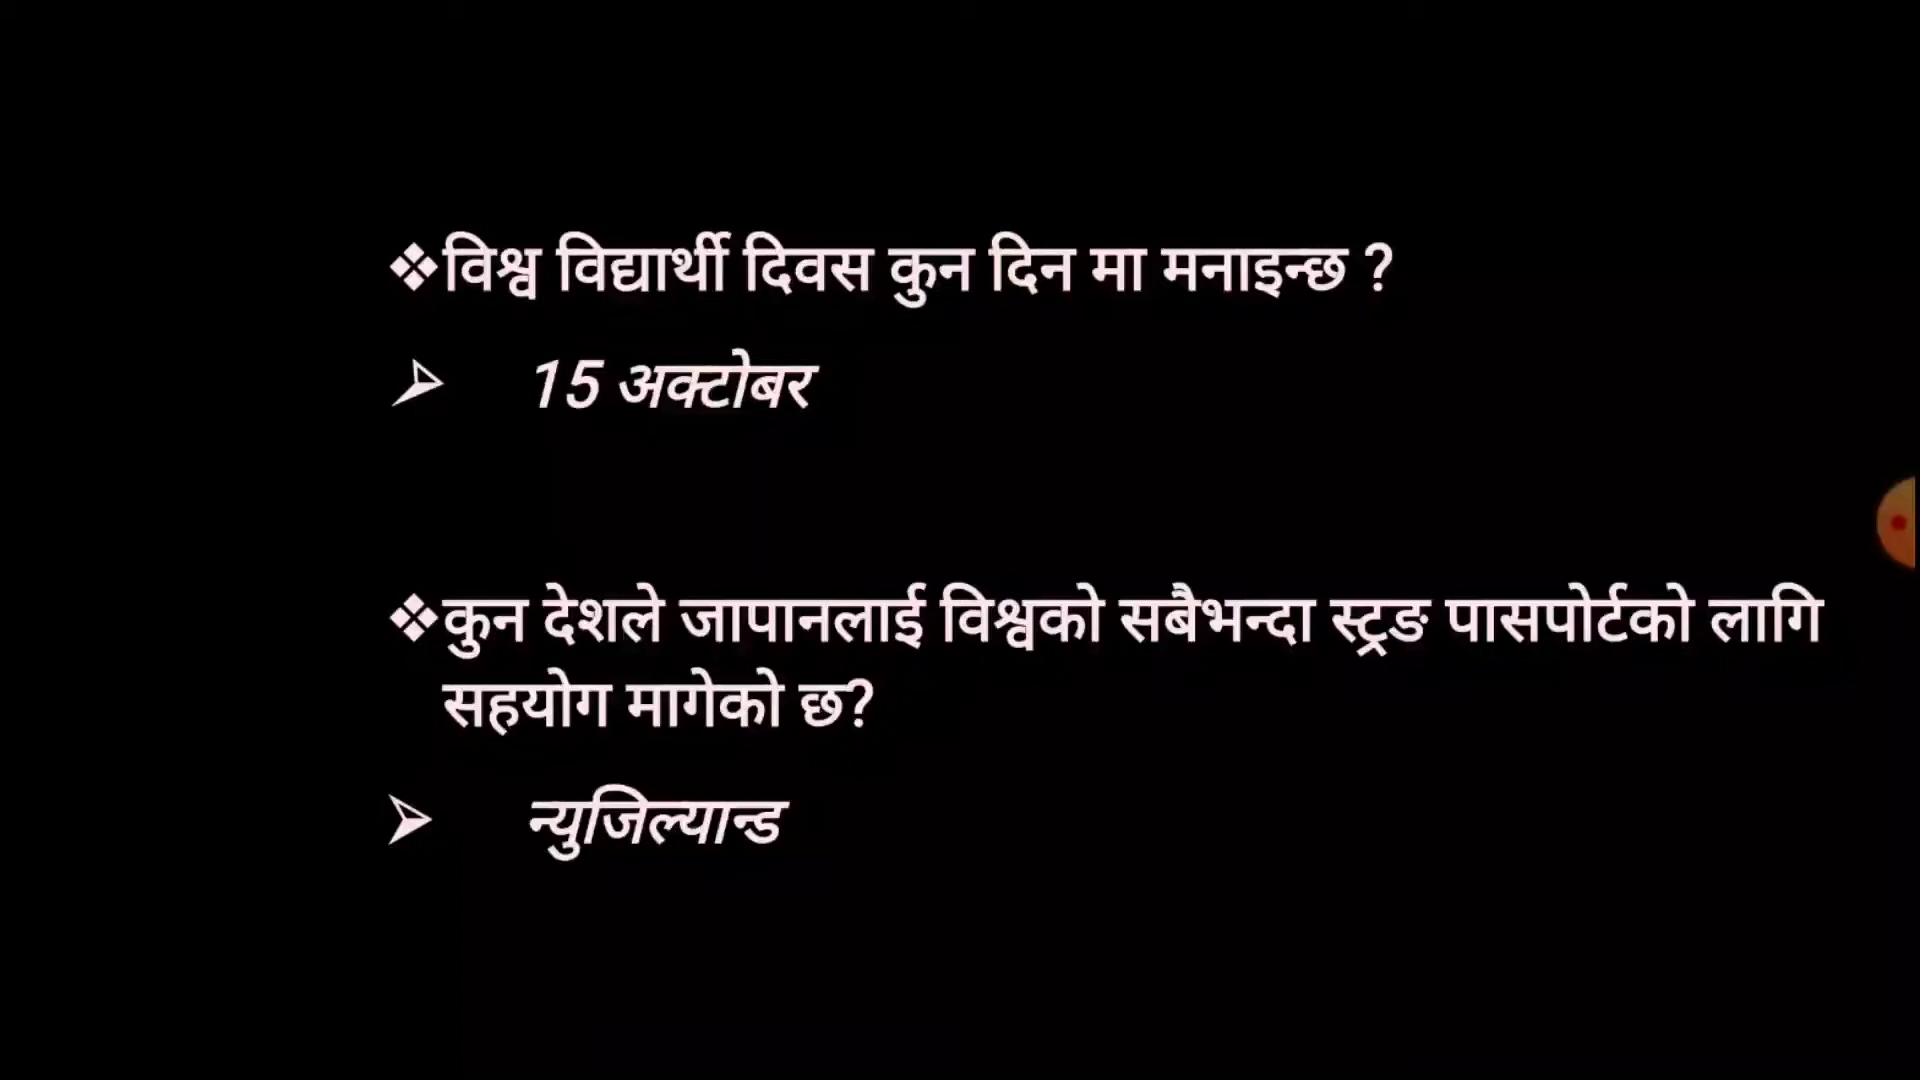 ❖विश्व विद्यार्थी दिवस कुन दिन मा मनाइन्छ ?
➢ 15 अक्टोबर
❖कुन देशले जापानलाई विश्वको सबैभन्दा स्ट्रङ पासपोर्टको लागि
सहयोग मागेको छ?
➢ न्युजिल्यान्ड